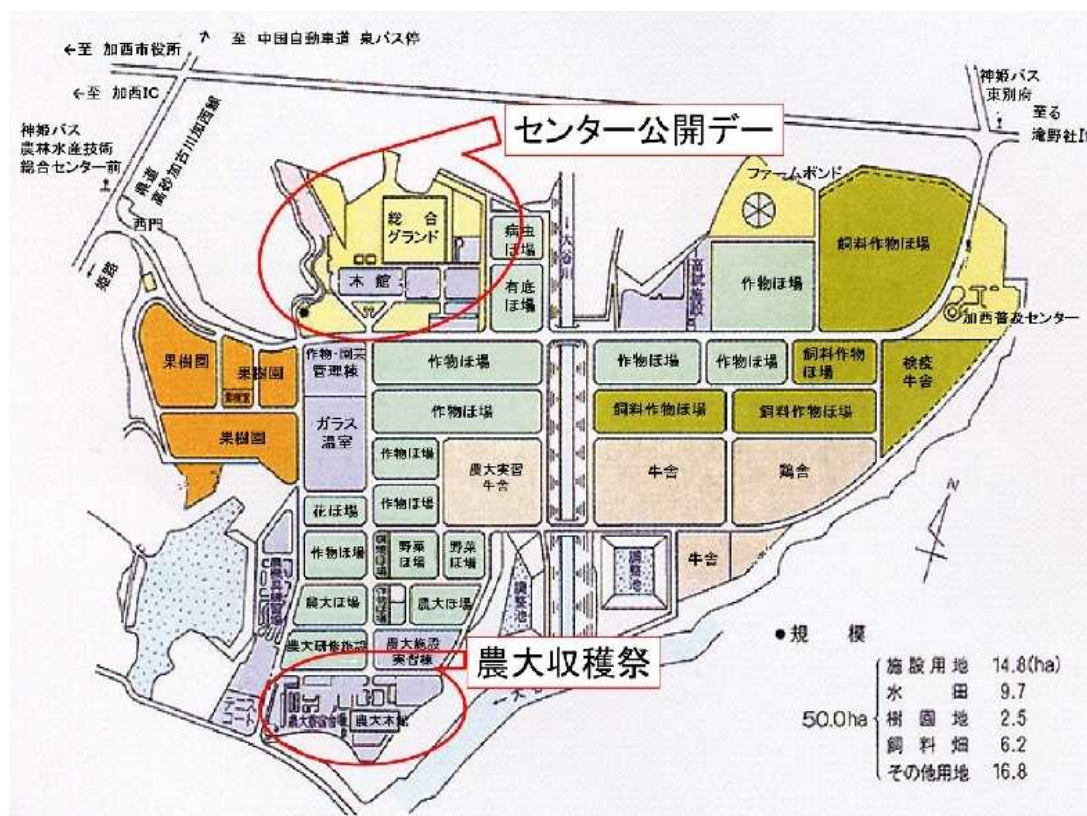 ←至 加西市役所
至 中国自動車道 泉バス停
←至 加西IC
神姫バス
農林水産技術
総合センター前
県道
高砂加古川加西線
西門
姫路
センター公開デー
神姫バス
東別府
至る
滝野社I
ファームポンド
総合
グランド
本館
病虫
ほ場
有底
ほ場
大谷川
作物ほ場
飼料作物ほ場
加西普及センター
果樹園
果樹園
果樹園
作物・園芸
管理棟
ガラス
温室
作物ほ場
作物ほ場
作物ほ場
作物ほ場
飼料作物
ほ場
検疫
牛舎
作物ほ場
飼料作物ほ場
飼料作物ほ場
作物ほ場
農大実習
牛舎
牛舎
鶏舎
花ほ場
作物ほ場
作物ほ場
野菜
ほ場
野菜
ほ場
調整池
調整池
牛舎
N
農大ほ場
農大ほ場
農大研修施設
農大施設
実習棟
農大収穫祭
テニス
コート
農大本館
●規模
50.0ha
施設用地 14.8(ha)
水田 9.7
樹園地 2.5
飼料畑 6.2
その他用地 16.8